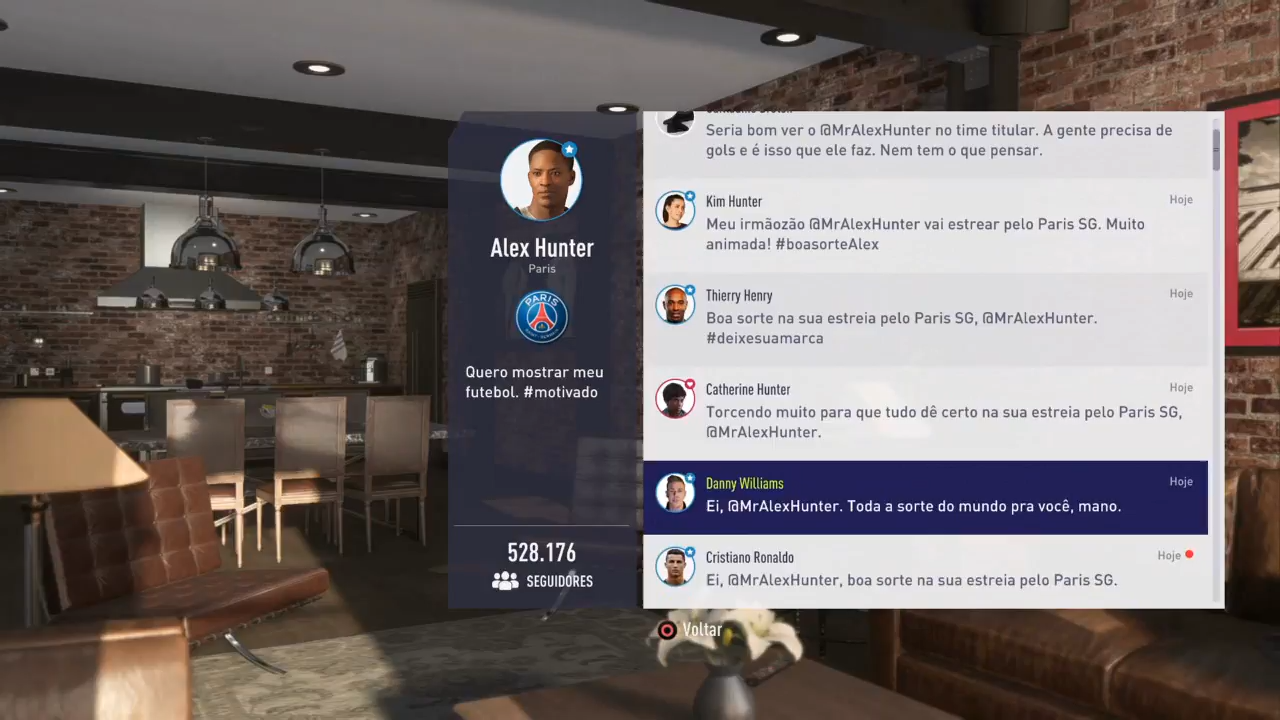 Seria bom ver o @MrAlexHunter no time titular. A gente precisa de
gols e é isso que ele faz. Nem tem o que pensar.
Kim Hunter
Hoje
Meu irmãozão @MrAlexHunter vai estrear pelo Paris SG. Muito
animada! #boasorteAlex
Alex Hunter
Paris
PARIS
Quero mostrar meu
futebol. #motivado
528.176
SEGUIDORES
Thierry Henry
Hoje
Boa sorte na sua estreia pelo Paris SG, @MrAlexHunter.
#deixesuamarca
Catherine Hunter
Hoje
Torcendo muito para que tudo dê certo na sua estreia pelo Paris SG,
@MrAlexHunter.
Danny Williams
Hoje
Ei, @MrAlexHunter. Toda a sorte do mundo pra você, mano.
Cristiano Ronaldo
Hoje
Ei, @MrAlexHunter, boa sorte na sua estreia pelo Paris SG.
Voltar